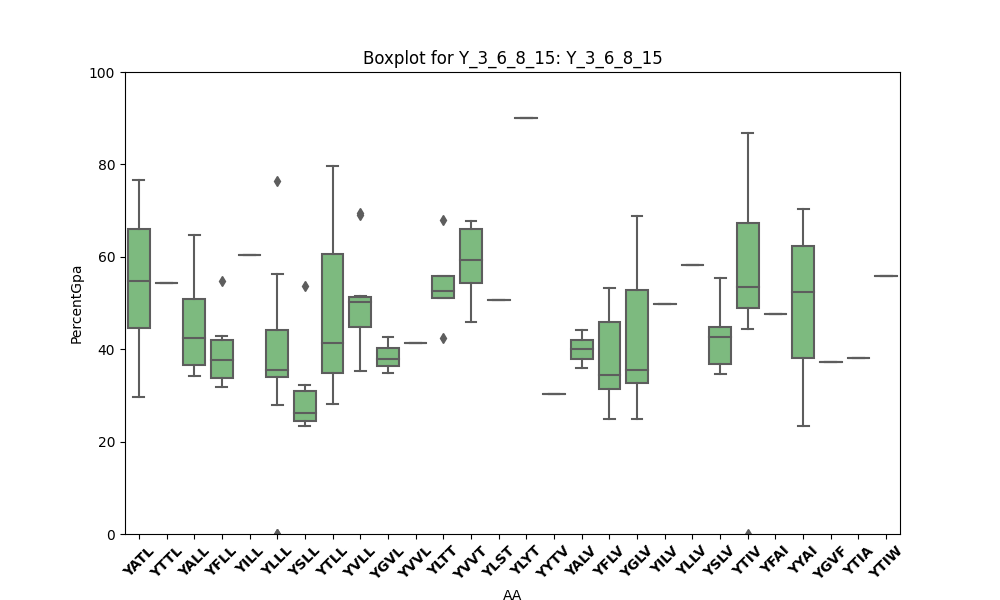 Boxplot for Y_3_6_8_15: Y_3_6_8_15
PercentGpa
100
80
60
40
20
0
YATL YTTL YALL YFLL YILL YLLL YSLL YTLL YVLL YGVL YVVL YLTT YVVT YLST YLYT YYTV YALV YFLV YGLV YILV YLLV YSLV YTIV YFAI YYAI YGVF YTIA YTIW
AA